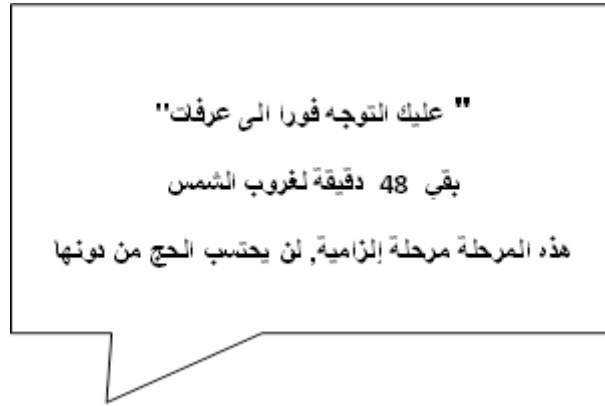 " عليك التوجه فورا الى عرفات"
بقي 48 دقيقة لغروب الشمس
هذه المرحلة مرحلة إلزامية, لن يحتسب الحج من دونها